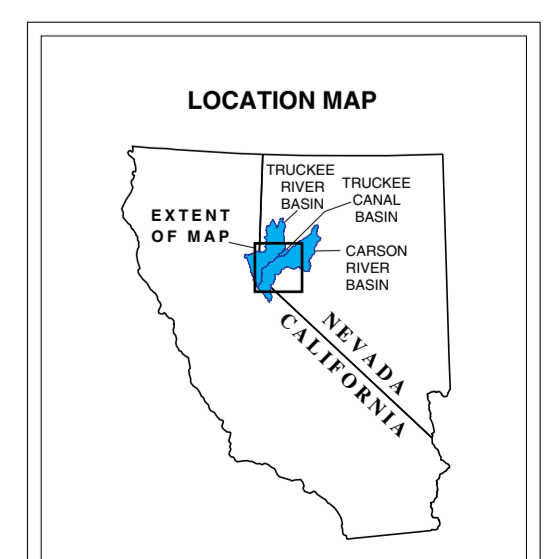 LOCATION MAP
TRUCKEE
RIVER
BASIN
TRUCKEE
CANAL
BASIN
EXTENT
OF MAP
CARSON
RIVER
BASIN
NEVADA
CALIFORNIA